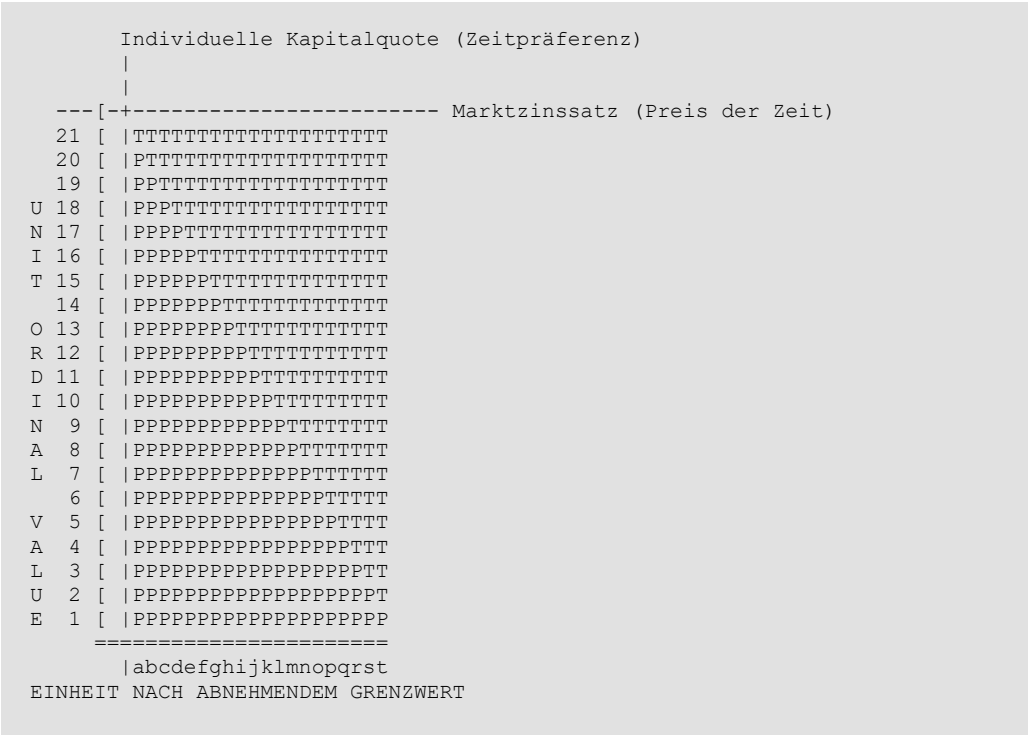 Individuelle Kapitalquote (Zeitpräferenz)
|
|
---[-+------------------------ Marktzinssatz (Preis der Zeit)
21 [ |TTTTTTTTTTTTTTTTTTTT
20 [ |PTTTTTTTTTTTTTTTTTTT
19 [ |PPTTTTTTTTTTTTTTTTTT
U 18 [ |PPPTTTTTTTTTTTTTTTTT
N 17 [ |PPPPTTTTTTTTTTTTTTTT
I 16 [ |PPPPPTTTTTTTTTTTTTTT
T 15 [ |PPPPPPTTTTTTTTTTTTTT
14 [ |PPPPPPPTTTTTTTTTTTTT
O 13 [ |PPPPPPPPTTTTTTTTTTTT
R 12 [ |PPPPPPPPPTTTTTTTTTTT
D 11 [ |PPPPPPPPPPTTTTTTTTTT
I 10 [ |PPPPPPPPPPPTTTTTTTTT
N 9 [ |PPPPPPPPPPPPTTTTTTTT
A 8 [ |PPPPPPPPPPPPPTTTTTTT
L 7 [ |PPPPPPPPPPPPPPTTTTTT
6 [ |PPPPPPPPPPPPPPPTTTTT
V 5 [ |PPPPPPPPPPPPPPPPTTTT
A 4 [ |PPPPPPPPPPPPPPPPPTTT
L 3 [ |PPPPPPPPPPPPPPPPPPTT
U 2 [ |PPPPPPPPPPPPPPPPPPPT
E 1 [ |PPPPPPPPPPPPPPPPPPPP
=======================
|abcdefghijklmnopqrst
EINHEIT NACH ABNEHMENDEM GRENZWERT